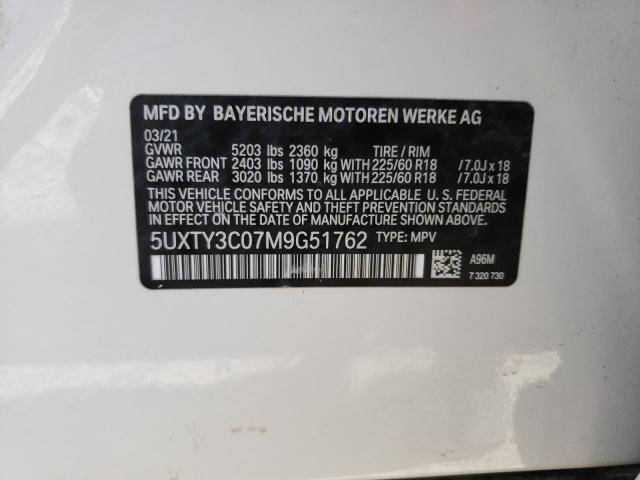 MFD BY BAYERISCHE MOTOREN WERKE AG
03/21
GVWR 5203 lbs 2360 kg TIRE / RIM
GAWR FRONT 2403 lbs 1090 kg WITH 225/60 R18 /7.0J x 18
GAWR REAR 3020 lbs 1370 kg WITH 225/60 R18 /7.0J x 18
THIS VEHICLE CONFORMS TO ALL APPLICABLE U. S. FEDERAL
MOTOR VEHICLE SAFETY AND THEFT PREVENTION STANDARDS
IN EFFECT ON THE DATE OF MANUFACTURE SHOWN ABOVE.
5UXTY3C07M9G51762 TYPE: MPV
A96M
7 320 730